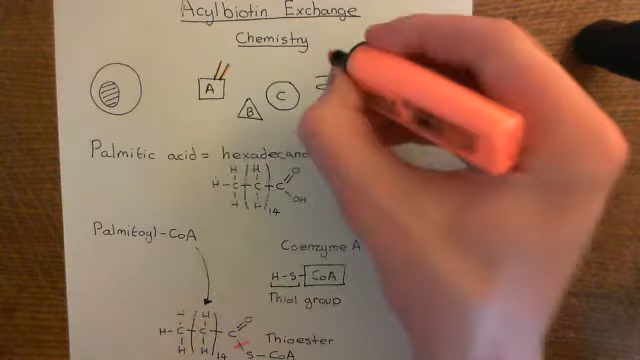 Acylbiotin Exchange
Chemistry
A
B
C
Palmitic acid = hexadecano
H H O
H-C-C-C
H H OH
14
Palmitoyl-CoA
Coenzyme A
H-S-CoA
Thiol group
H H O
H-C-C-C
H H
14
S-CoA
Thioester